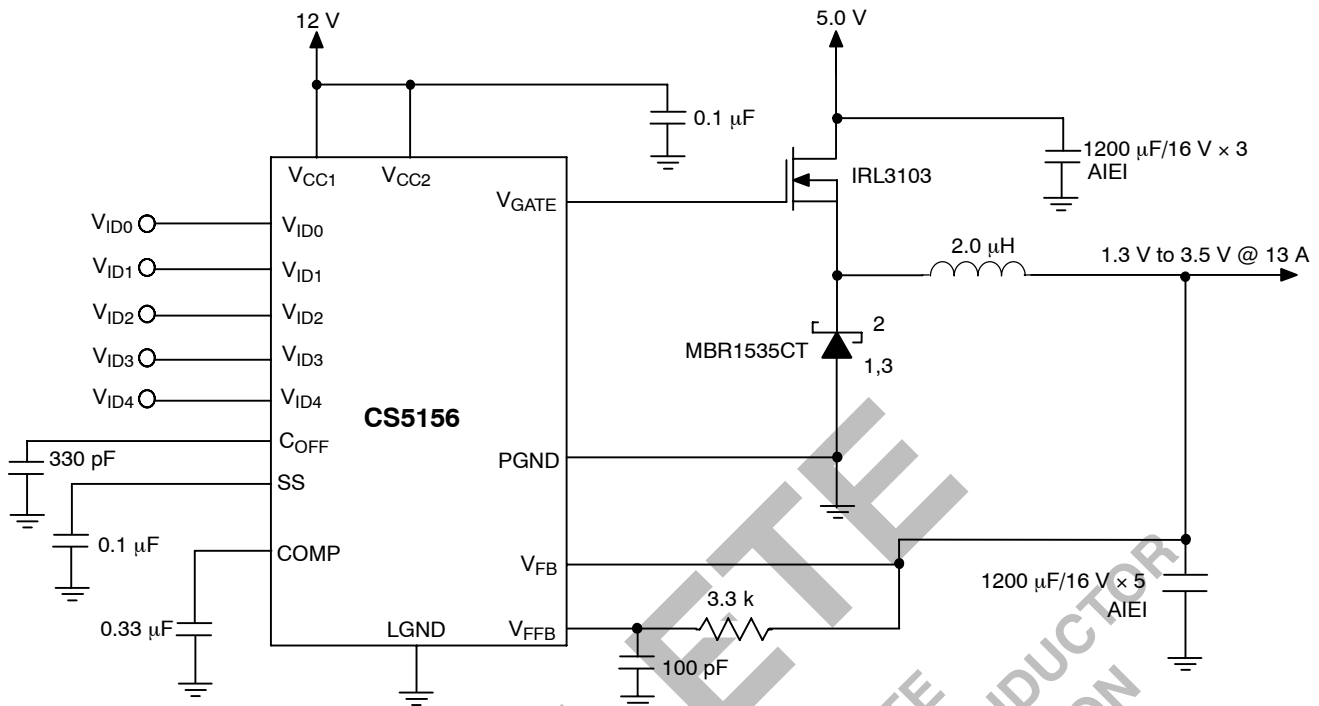 12 V
5.0 V
0.1 μF
1200 μF/16 V × 3
AIEI
IRL3103
VCC1
VCC2
VGATE
VID0
VID0
VID1
VID1
VID2
VID2
VID3
VID3
VID4
VID4
2.0 μH
1.3 V to 3.5 V @ 13 A
MBR1535CT
2
1,3
CS5156
COFF
330 pF
PGND
SS
0.1 μF
COMP
VFB
1200 μF/16 V × 5
AIEI
3.3 k
0.33 μF
LGND
VFFB
100 pF